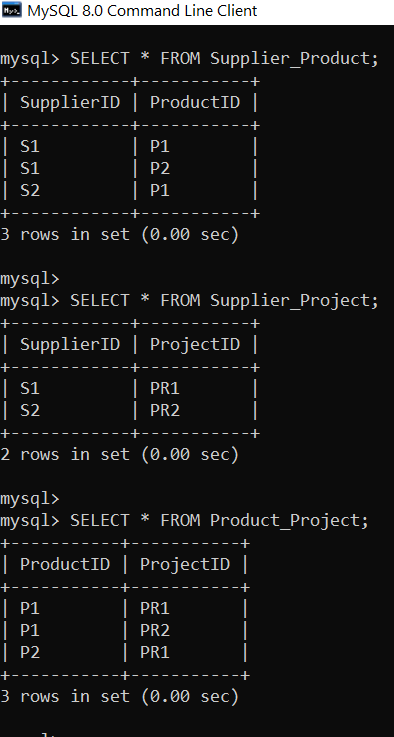 MySQL 8.0 Command Line Client
mysql> SELECT * FROM Supplier_Product;
+------------+-----------+
| SupplierID | ProductID |
+------------+-----------+
| S1         | P1        |
| S1         | P2        |
| S2         | P1        |
+------------+-----------+
3 rows in set (0.00 sec)
mysql>
mysql> SELECT * FROM Supplier_Project;
+------------+-----------+
| SupplierID | ProjectID |
+------------+-----------+
| S1         | PR1       |
| S2         | PR2       |
+------------+-----------+
2 rows in set (0.00 sec)
mysql>
mysql> SELECT * FROM Product_Project;
+-----------+-----------+
| ProductID | ProjectID |
+-----------+-----------+
| P1        | PR1       |
| P1        | PR2       |
| P2        | PR1       |
+-----------+-----------+
3 rows in set (0.00 sec)